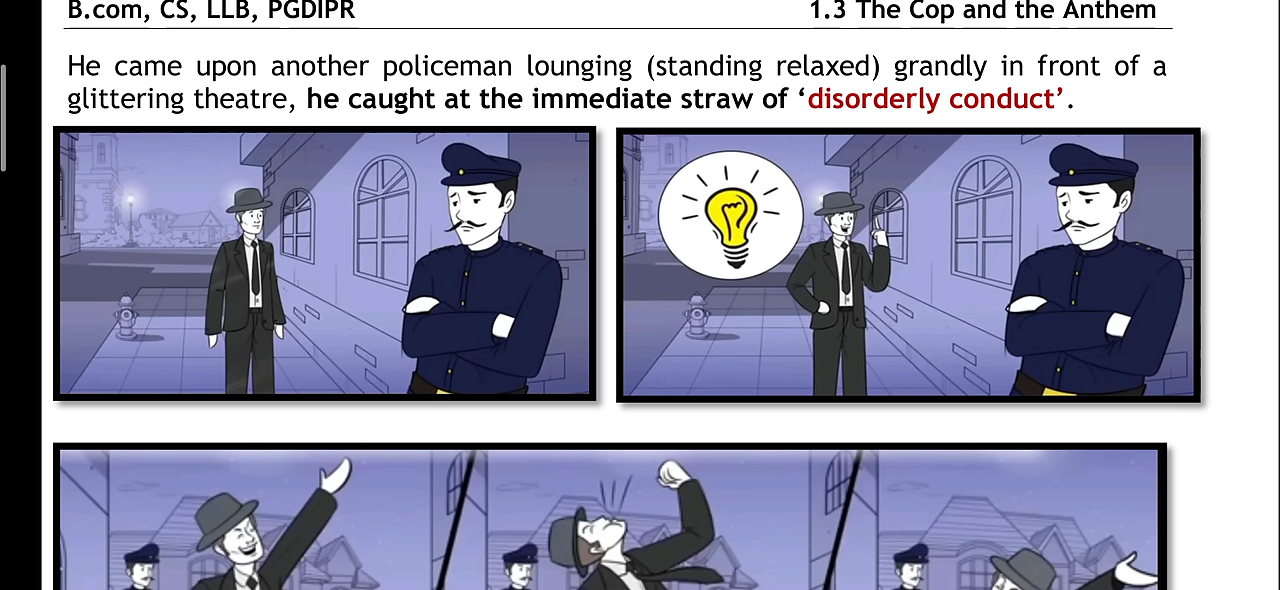 B.com, CS, LLB, PGDIPR
1.3 The Cop and the Anthem
He came upon another policeman lounging (standing relaxed) grandly in front of a
glittering theatre, he caught at the immediate straw of ‘disorderly conduct’.